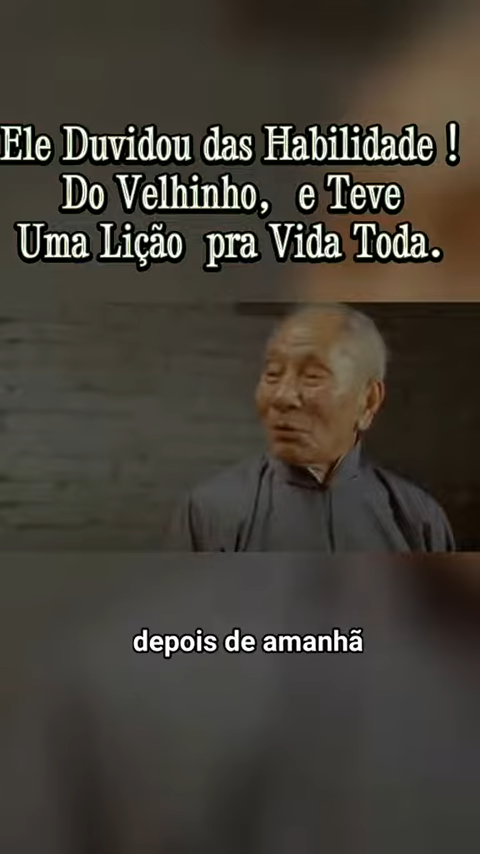 Ele Duvidou das Habilidade !
Do Velhinho, e Teve
Uma Lição pra Vida Toda.
depois de amanhã